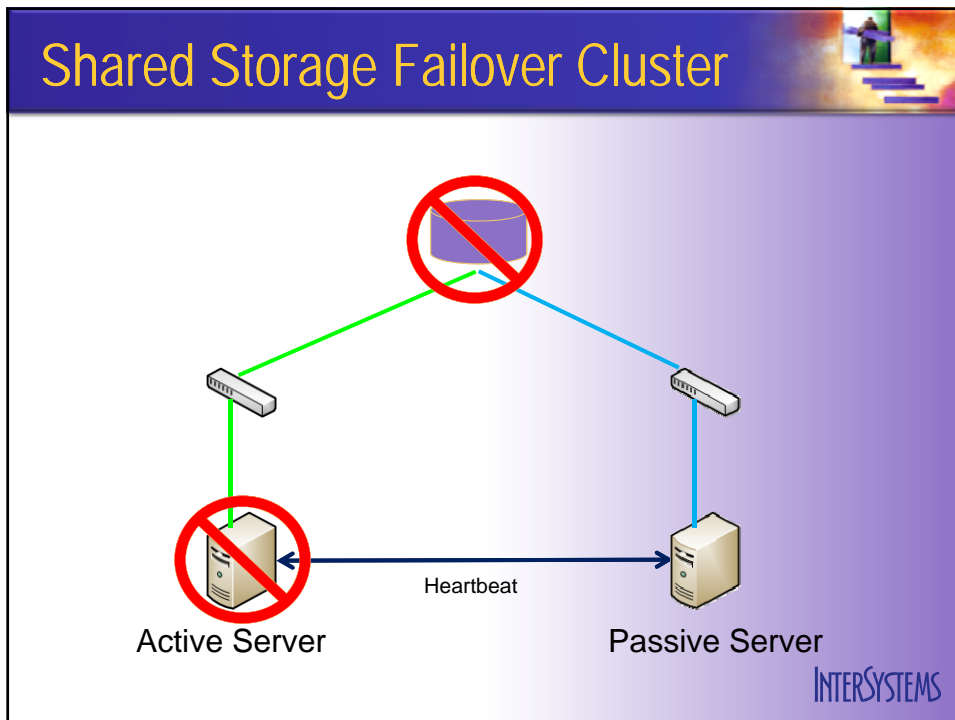 Shared Storage Failover Cluster
Heartbeat
Active Server
Passive Server
INTERSYSTEMS